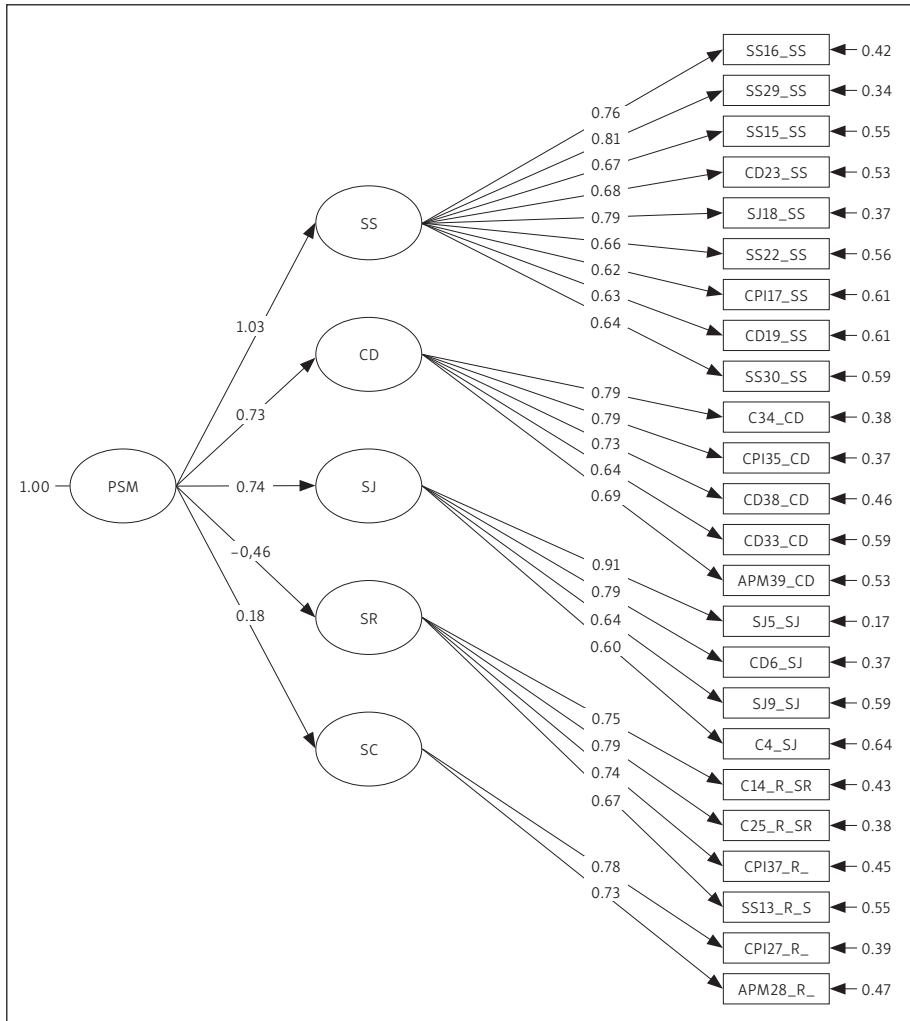 SS16_SS 0.42
SS29_SS 0.34
0.76
SS15_SS 0.55
0.81
0.67
CD23_SS 0.53
0.68
SJ18_SS 0.37
0.79
SS
0.66
SS22_SS 0.56
0.62
CPI17_SS 0.61
0.63
0.64
1.03
CD19_SS 0.61
CD
SS30_SS 0.59
0.79
0.73
C34_CD 0.38
0.79
0.73
CPI35_CD 0.37
0.64
1.00 PSM 0.74 SJ
0.69
CD38_CD 0.46
CD33_CD 0.59
–0,46
0.91
APM39_CD 0.53
0.79
0.18
SR
0.64
SJ5_SJ 0.17
0.60
CD6_SJ 0.37
SJ9_SJ 0.59
0.75
SC
C4_SJ 0.64
0.79
0.74
C14_R_SR 0.43
0.67
C25_R_SR 0.38
0.78
CPI37_R_ 0.45
0.73
SS13_R_S 0.55
CPI27_R_ 0.39
APM28_R_ 0.47